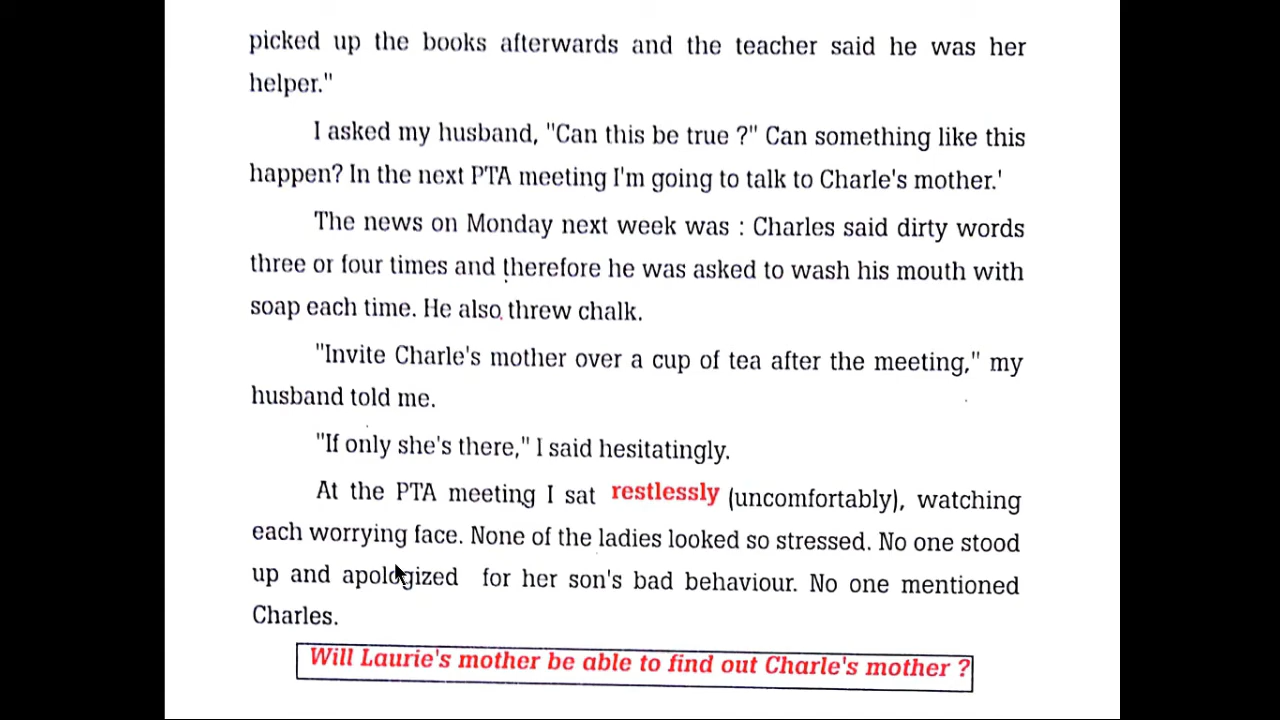 picked up the books afterwards and the teacher said he was her
helper."
I asked my husband, "Can this be true ?" Can something like this
happen? In the next PTA meeting I'm going to talk to Charle's mother.'
The news on Monday next week was : Charles said dirty words
three or four times and therefore he was asked to wash his mouth with
soap each time. He also threw chalk.
"Invite Charle's mother over a cup of tea after the meeting," my
husband told me.
"If only she's there," I said hesitatingly.
At the PTA meeting I sat restlessly (uncomfortably), watching
each worrying face. None of the ladies looked so stressed. No one stood
up and apologized for her son's bad behaviour. No one mentioned
Charles.
Will Laurie's mother be able to find out Charle's mother ?